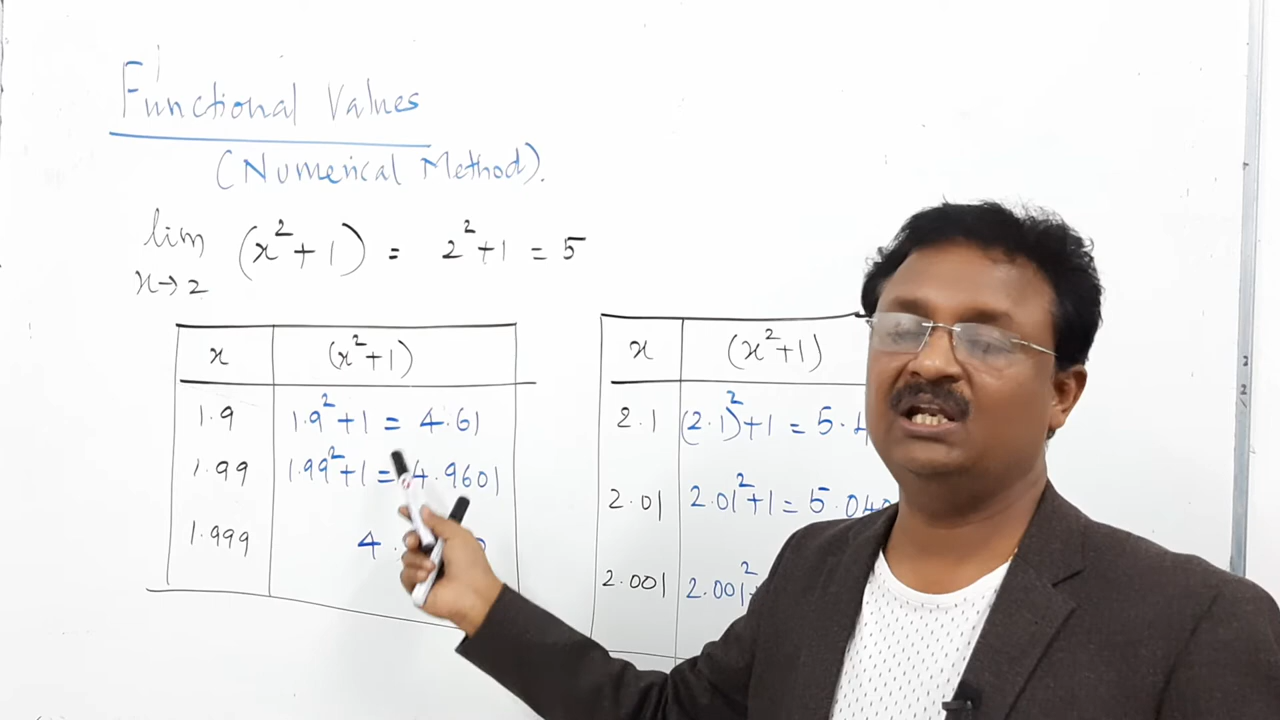 Functional Values
(Numerical Method).
lim x→2 (x²+1) = 2²+1 = 5
x (x²+1)
1.9 1.9²+1 = 4.61
1.99 1.99²+1 = 4.9601
1.999 4.
x (x²+1)
2.1 (2.1)²+1 = 5.4
2.01 2.01²+1 = 5.040
2.001 2.001²